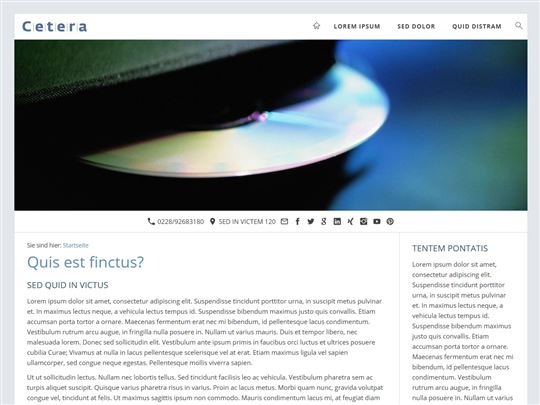 Cetera
LOREM IPSUM SED DOLOR QUID DISTRAM
0228/92683180 SED IN VICTEM 120
Sie sind hier: Startseite
Quis est finctus?
SED QUID IN VICTUS
Lorem ipsum dolor sit amet, consectetur adipiscing elit. Suspendisse tincidunt porttitor urna, in suscipit metus pulvinar
et. In maximus lectus neque, a vehicula lectus tempus sit amet. Suspendisse bibendum maximus justo quis convallis. Etiam
accumsan porta tortor a ornare. Maecenas fermentum erat nec mi bibendum, id pellentesque lacus condimentum.
Vestibulum rutrum arcu augue, in fringilla nulla posuere in. Nullam ut varius mauris. Duis et tempor libero, nec
malesuada lorem. Donec sed sollicitudin elit. Vestibulum ante ipsum primis in faucibus orci luctus et ultrices posuere
cubilia Curae; Vivamus at nulla in lacus pellentesque scelerisque vel at erat. Etiam maximus ligula vel sapien
ullamcorper, sed congue neque egestas. Pellentesque mollis viverra sapien.
Ut ut sollicitudin lectus. Nullam nec lobortis tellus. Sed tincidunt facilisis leo ac vehicula. Vestibulum pharetra sem ac
turpis aliquet suscipit. Quisque varius pharetra risus in varius. Proin ac lacus metus. Morbi quam nunc, gravida volutpat
congue vel, tincidunt at felis. Ut maximus sagittis ipsum non commodo. Mauris condimentum mauris at, feugiat diam
TENTEM PONTATIS
Lorem ipsum dolor sit amet,
consectetur adipiscing elit.
Suspendisse tincidunt porttitor
urna, in suscipit metus pulvinar
et. In maximus lectus neque, a
vehicula lectus tempus sit amet.
Suspendisse bibendum maximus
justo quis convallis. Etiam
accumsan porta tortor a ornare.
Maecenas fermentum erat nec mi
bibendum, id pellentesque lacus
condimentum. Vestibulum
rutrum arcu augue, in fringilla
nulla posuere in. Nullam ut varius